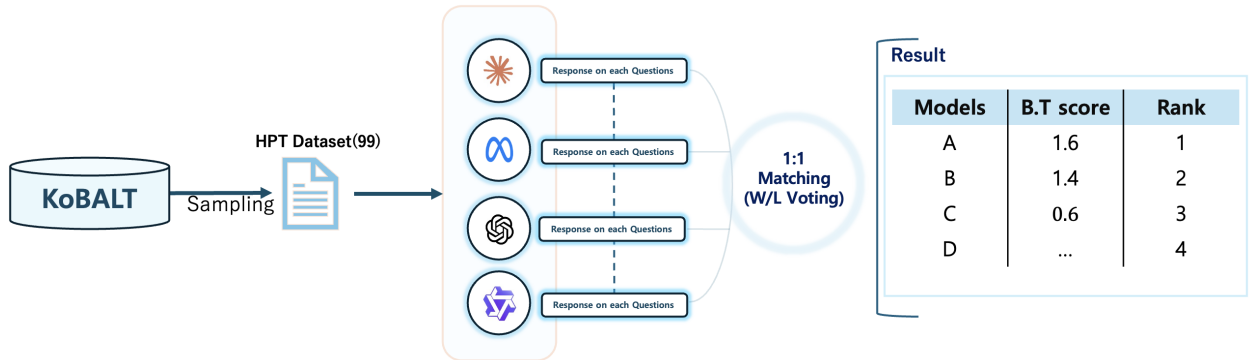 KoBALT
Sampling
HPT Dataset(99)
Response on each Questions
Response on each Questions
Response on each Questions
Response on each Questions
1:1
Matching
(W/L Voting)
Result
Models B.T score Rank
A 1.6 1
B 1.4 2
C 0.6 3
D ... 4